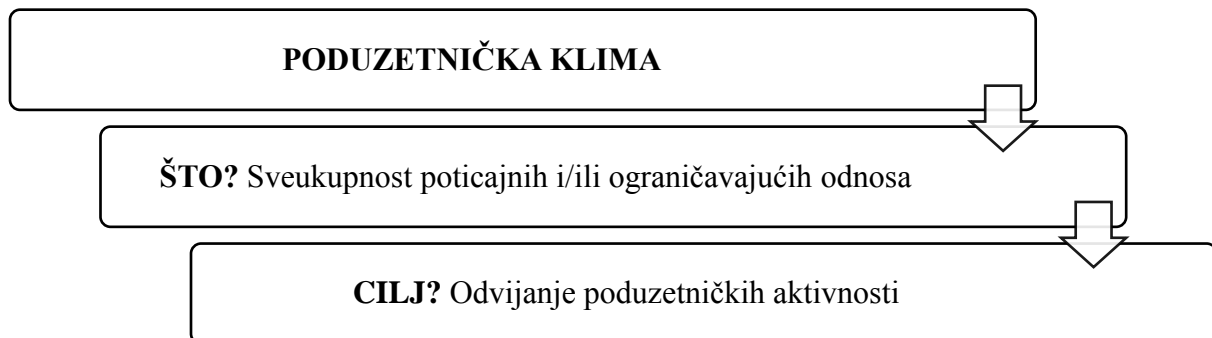 PODUZETNIČKA KLIMA
ŠTO? Sveukupnost poticajnih i/ili ograničavajućih odnosa
CILJ? Odvijanje poduzetničkih aktivnosti